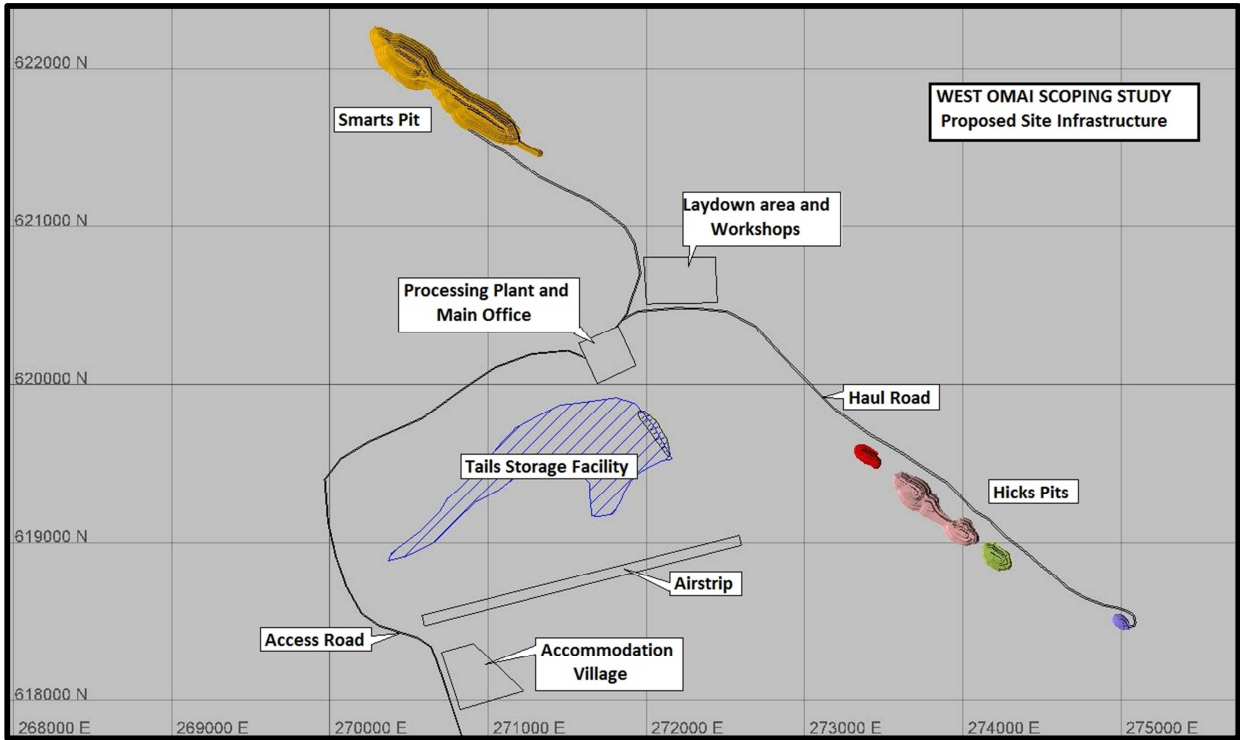 622000 N
WEST OMAI SCOPING STUDY
Proposed Site Infrastructure
Smarts Pit
621000 N
Laydown area and
Workshops
Processing Plant and
Main Office
620000 N
Haul Road
Tails Storage Facility
Hicks Pits
619000 N
Airstrip
Access Road
Accommodation
Village
618000 N
268000 E
269000 E
270000 E
271000 E
272000 E
273000 E
274000 E
275000 E